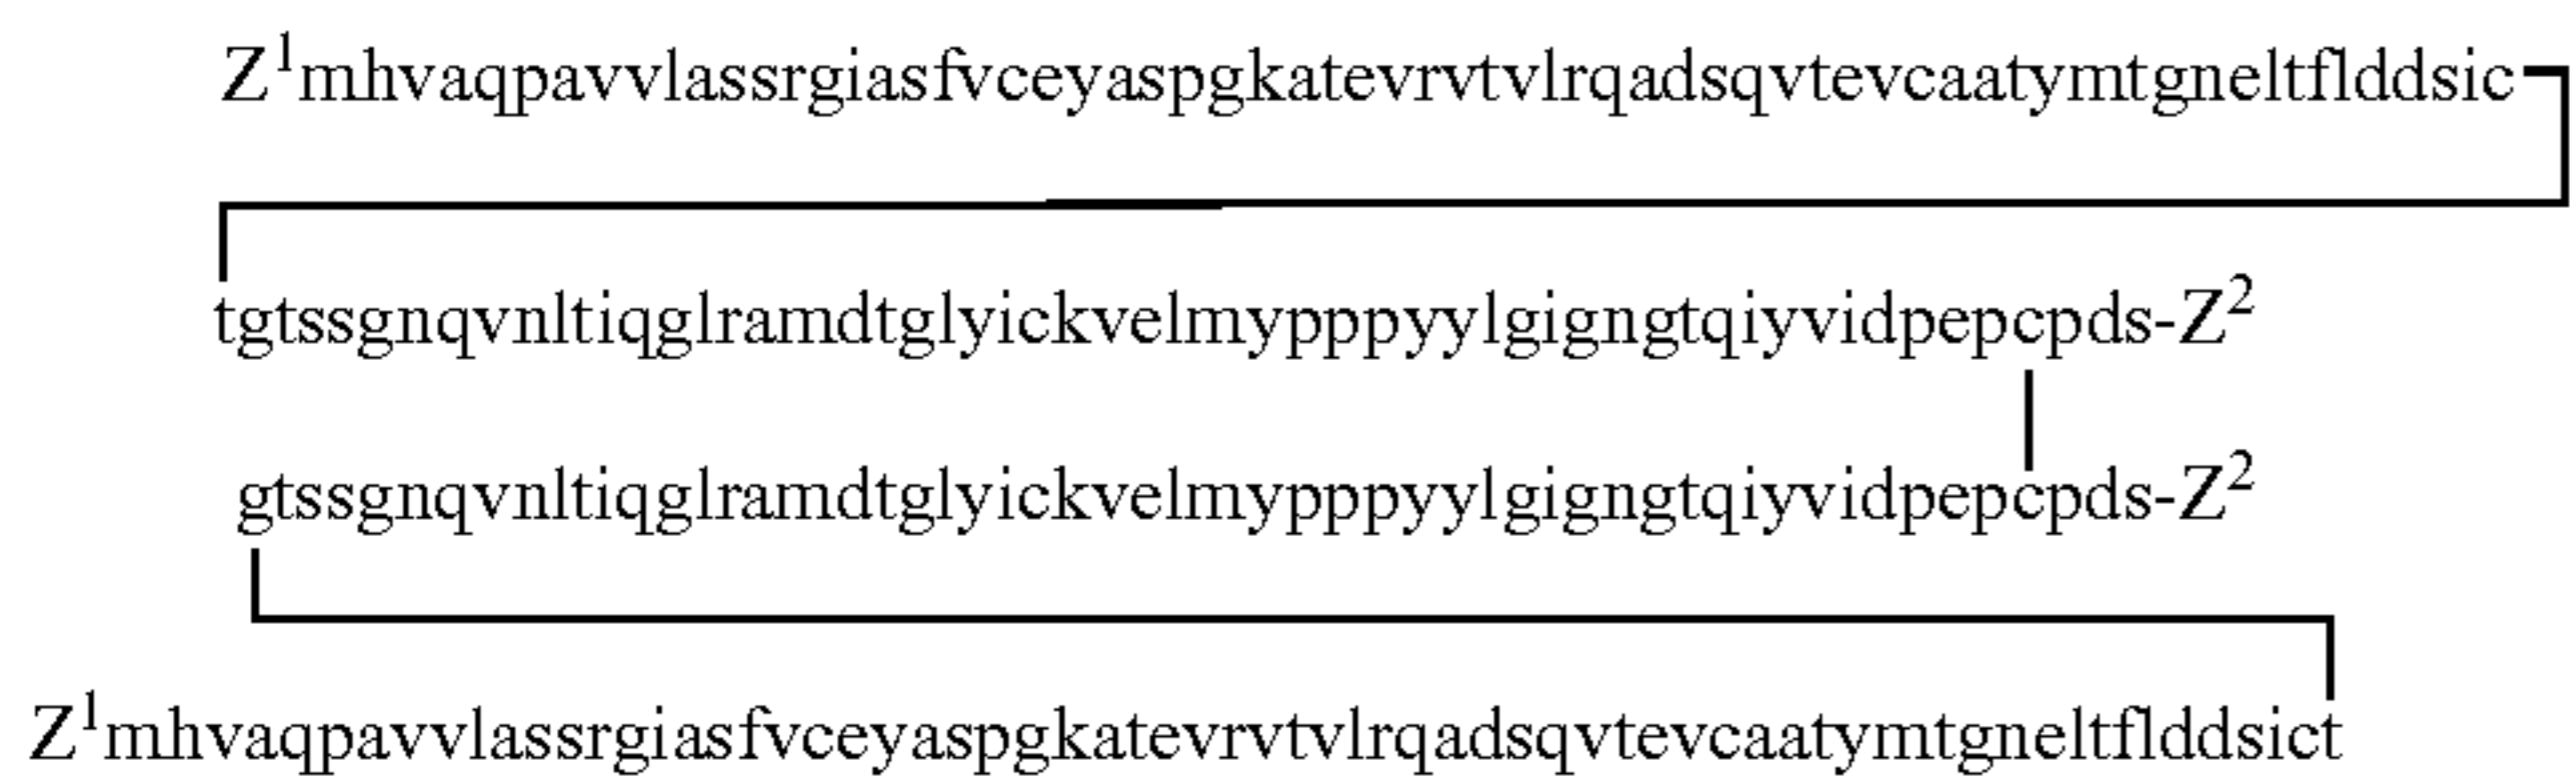 Z¹mhvaqpavvlassrgiasfvceyaspgkatevrvtvlrqadsqvtevcaatymtgneltflddsic
tgtssgnqvnltiqglramdtglyickvelmypppyylgigngtqiyvidpepcpds-Z²
gtssgnqvnltiqglramdtglyickvelmypppyylgigngtqiyvidpepcpds-Z²
Z¹mhvaqpavvlassrgiasfvceyaspgkatevrvtvlrqadsqvtevcaatymtgneltflddsict